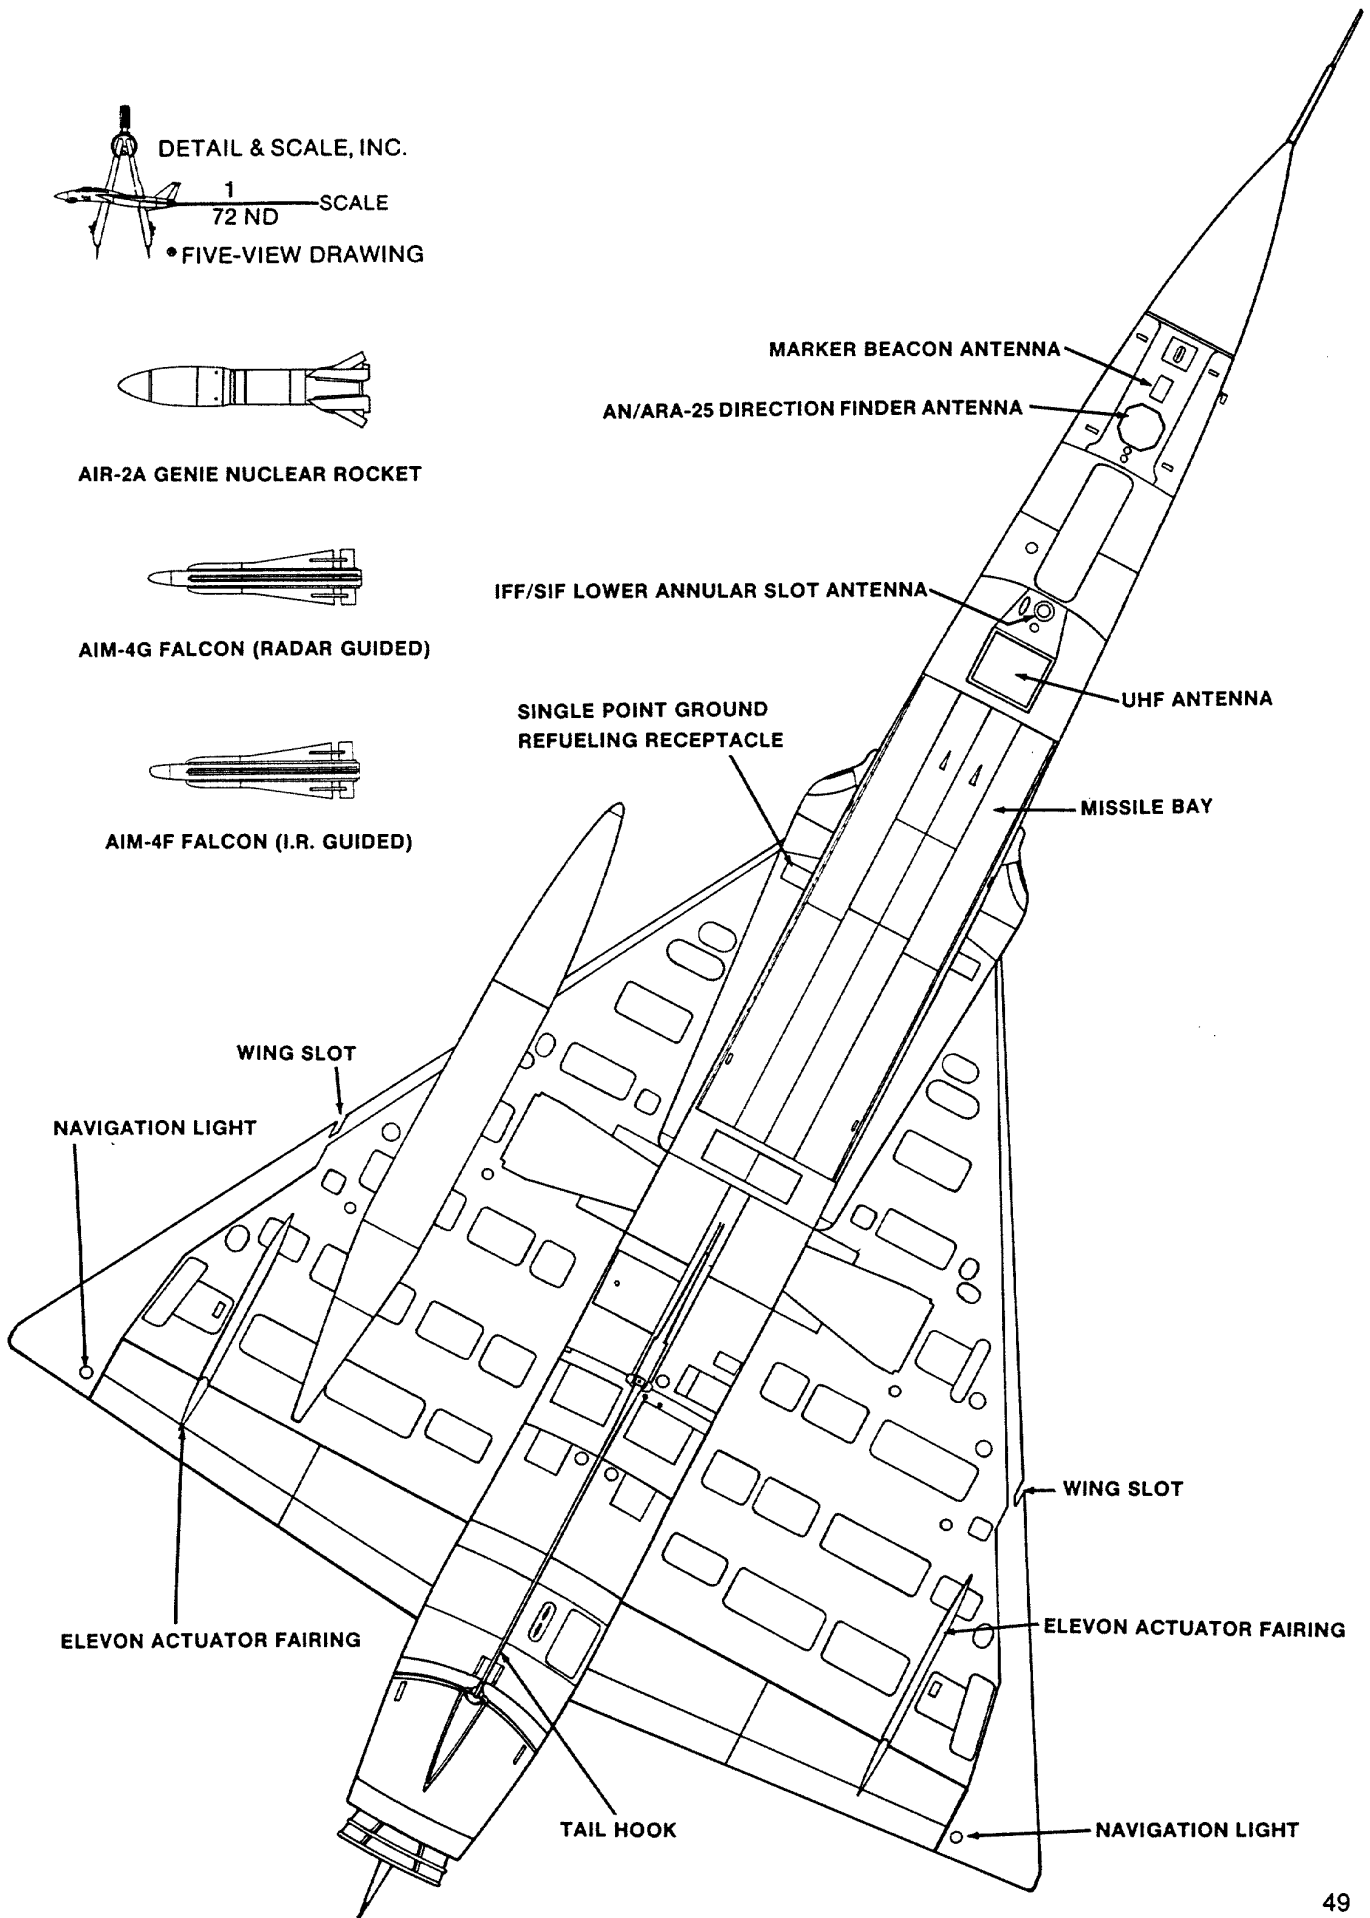 DETAIL & SCALE, INC.
1
72 ND
SCALE
• FIVE-VIEW DRAWING
AIR-2A GENIE NUCLEAR ROCKET
AIM-4G FALCON (RADAR GUIDED)
AIM-4F FALCON (I.R. GUIDED)
MARKER BEACON ANTENNA
AN/ARA-25 DIRECTION FINDER ANTENNA
IFF/SIF LOWER ANNULAR SLOT ANTENNA
UHF ANTENNA
SINGLE POINT GROUND
REFUELING RECEPTACLE
MISSILE BAY
WING SLOT
NAVIGATION LIGHT
WING SLOT
ELEVON ACTUATOR FAIRING
ELEVON ACTUATOR FAIRING
TAIL HOOK
NAVIGATION LIGHT
49